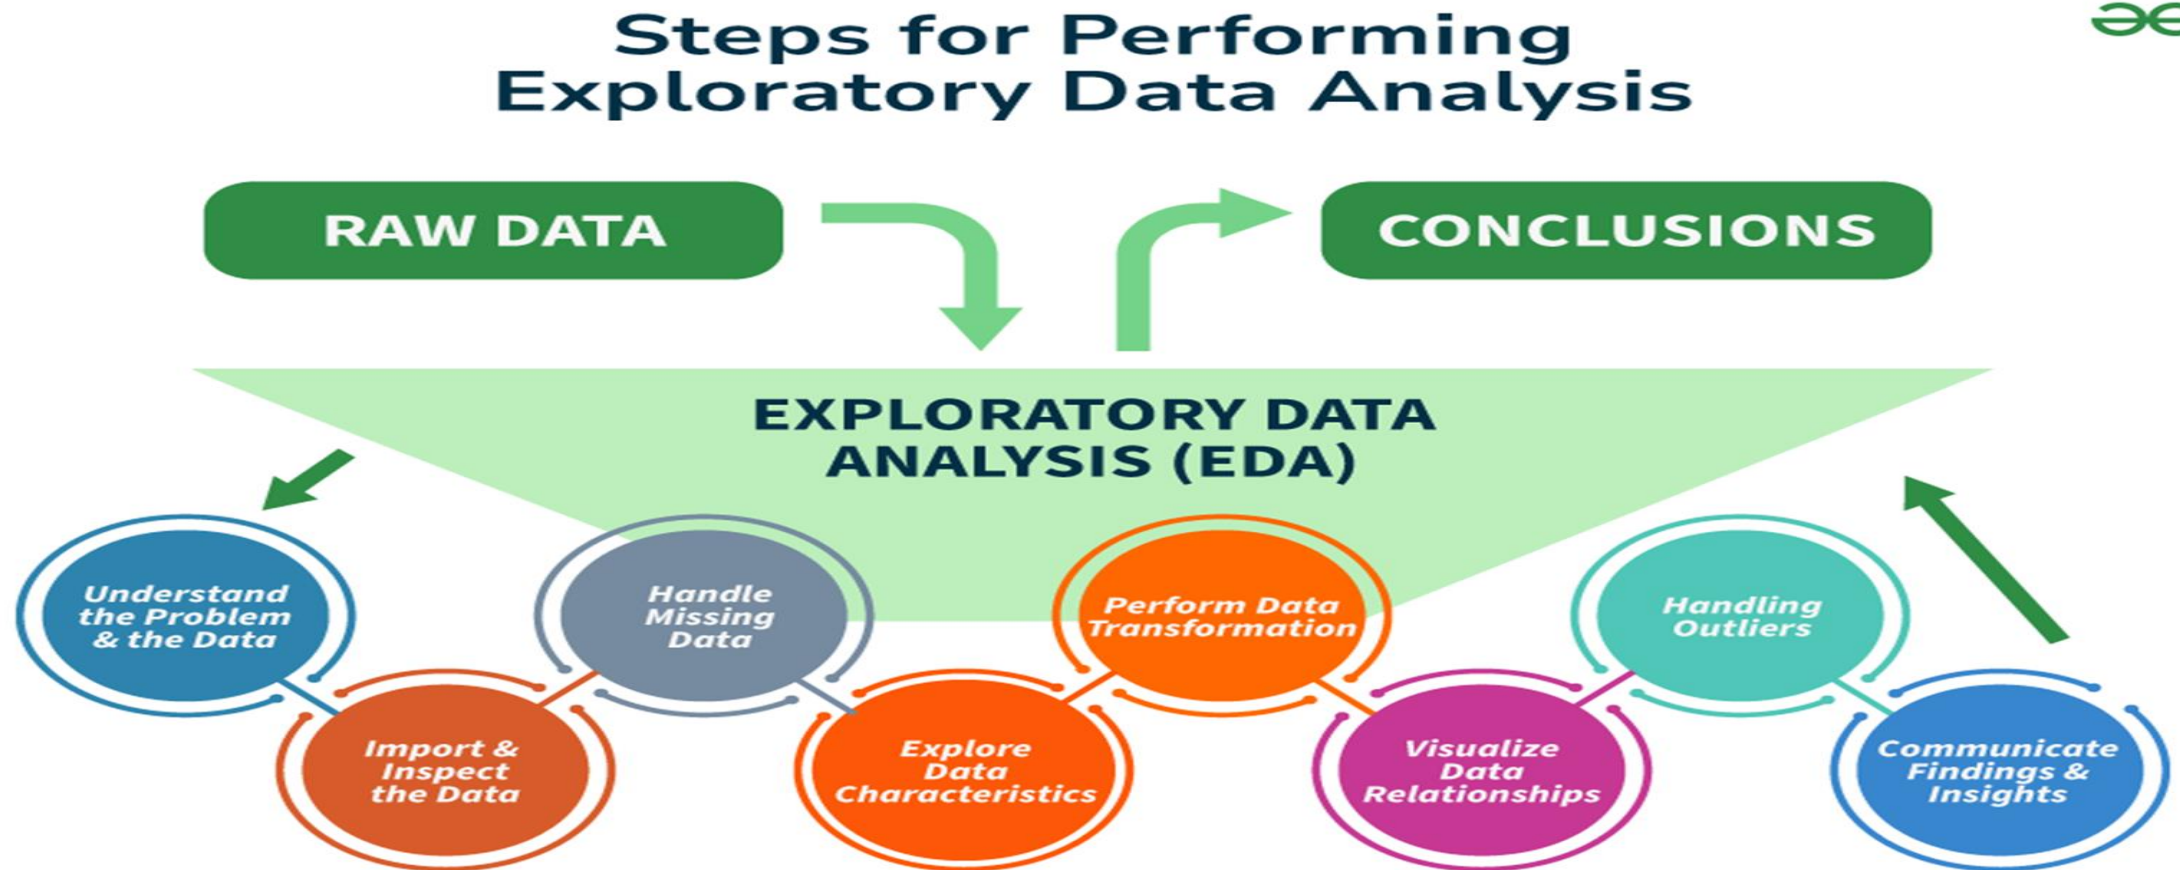 Steps for Performing
Exploratory Data Analysis
RAW DATA
CONCLUSIONS
EXPLORATORY DATA
ANALYSIS (EDA)
Understand
the Problem
& the Data
Import &
Inspect
the Data
Handle
Missing
Data
Explore
Data
Characteristics
Perform Data
Transformation
Visualize
Data
Relationships
Handling
Outliers
Communicate
Findings &
Insights